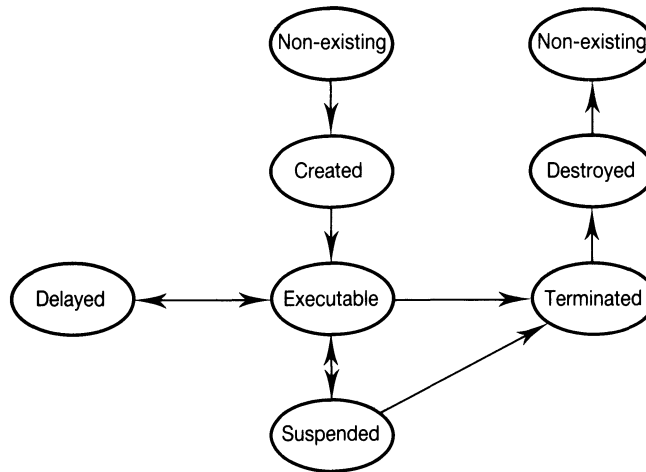 Non-existing
Non-existing
Created
Destroyed
Delayed
Executable
Terminated
Suspended